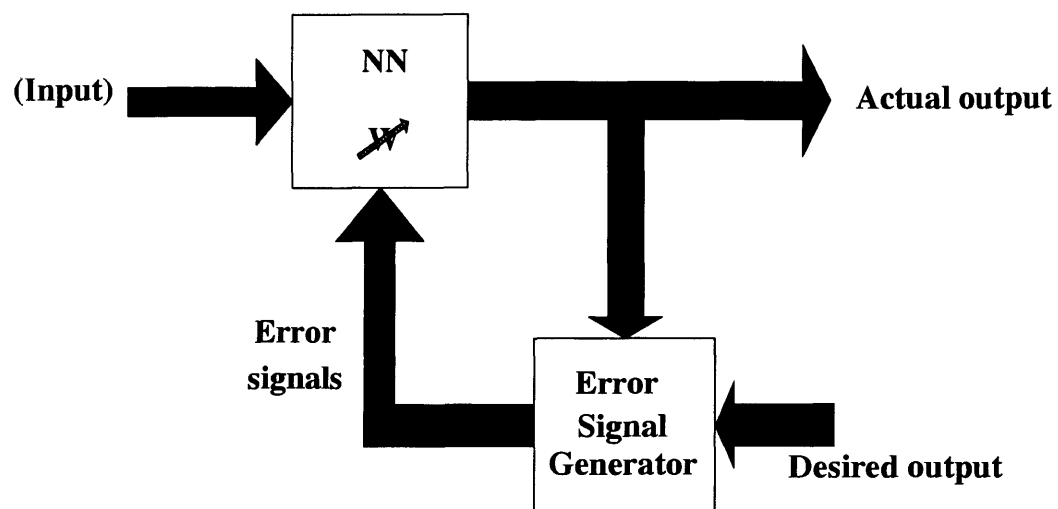 NN
(Input)
W
Actual output
Error
signals
Error
Signal
Generator
Desired output